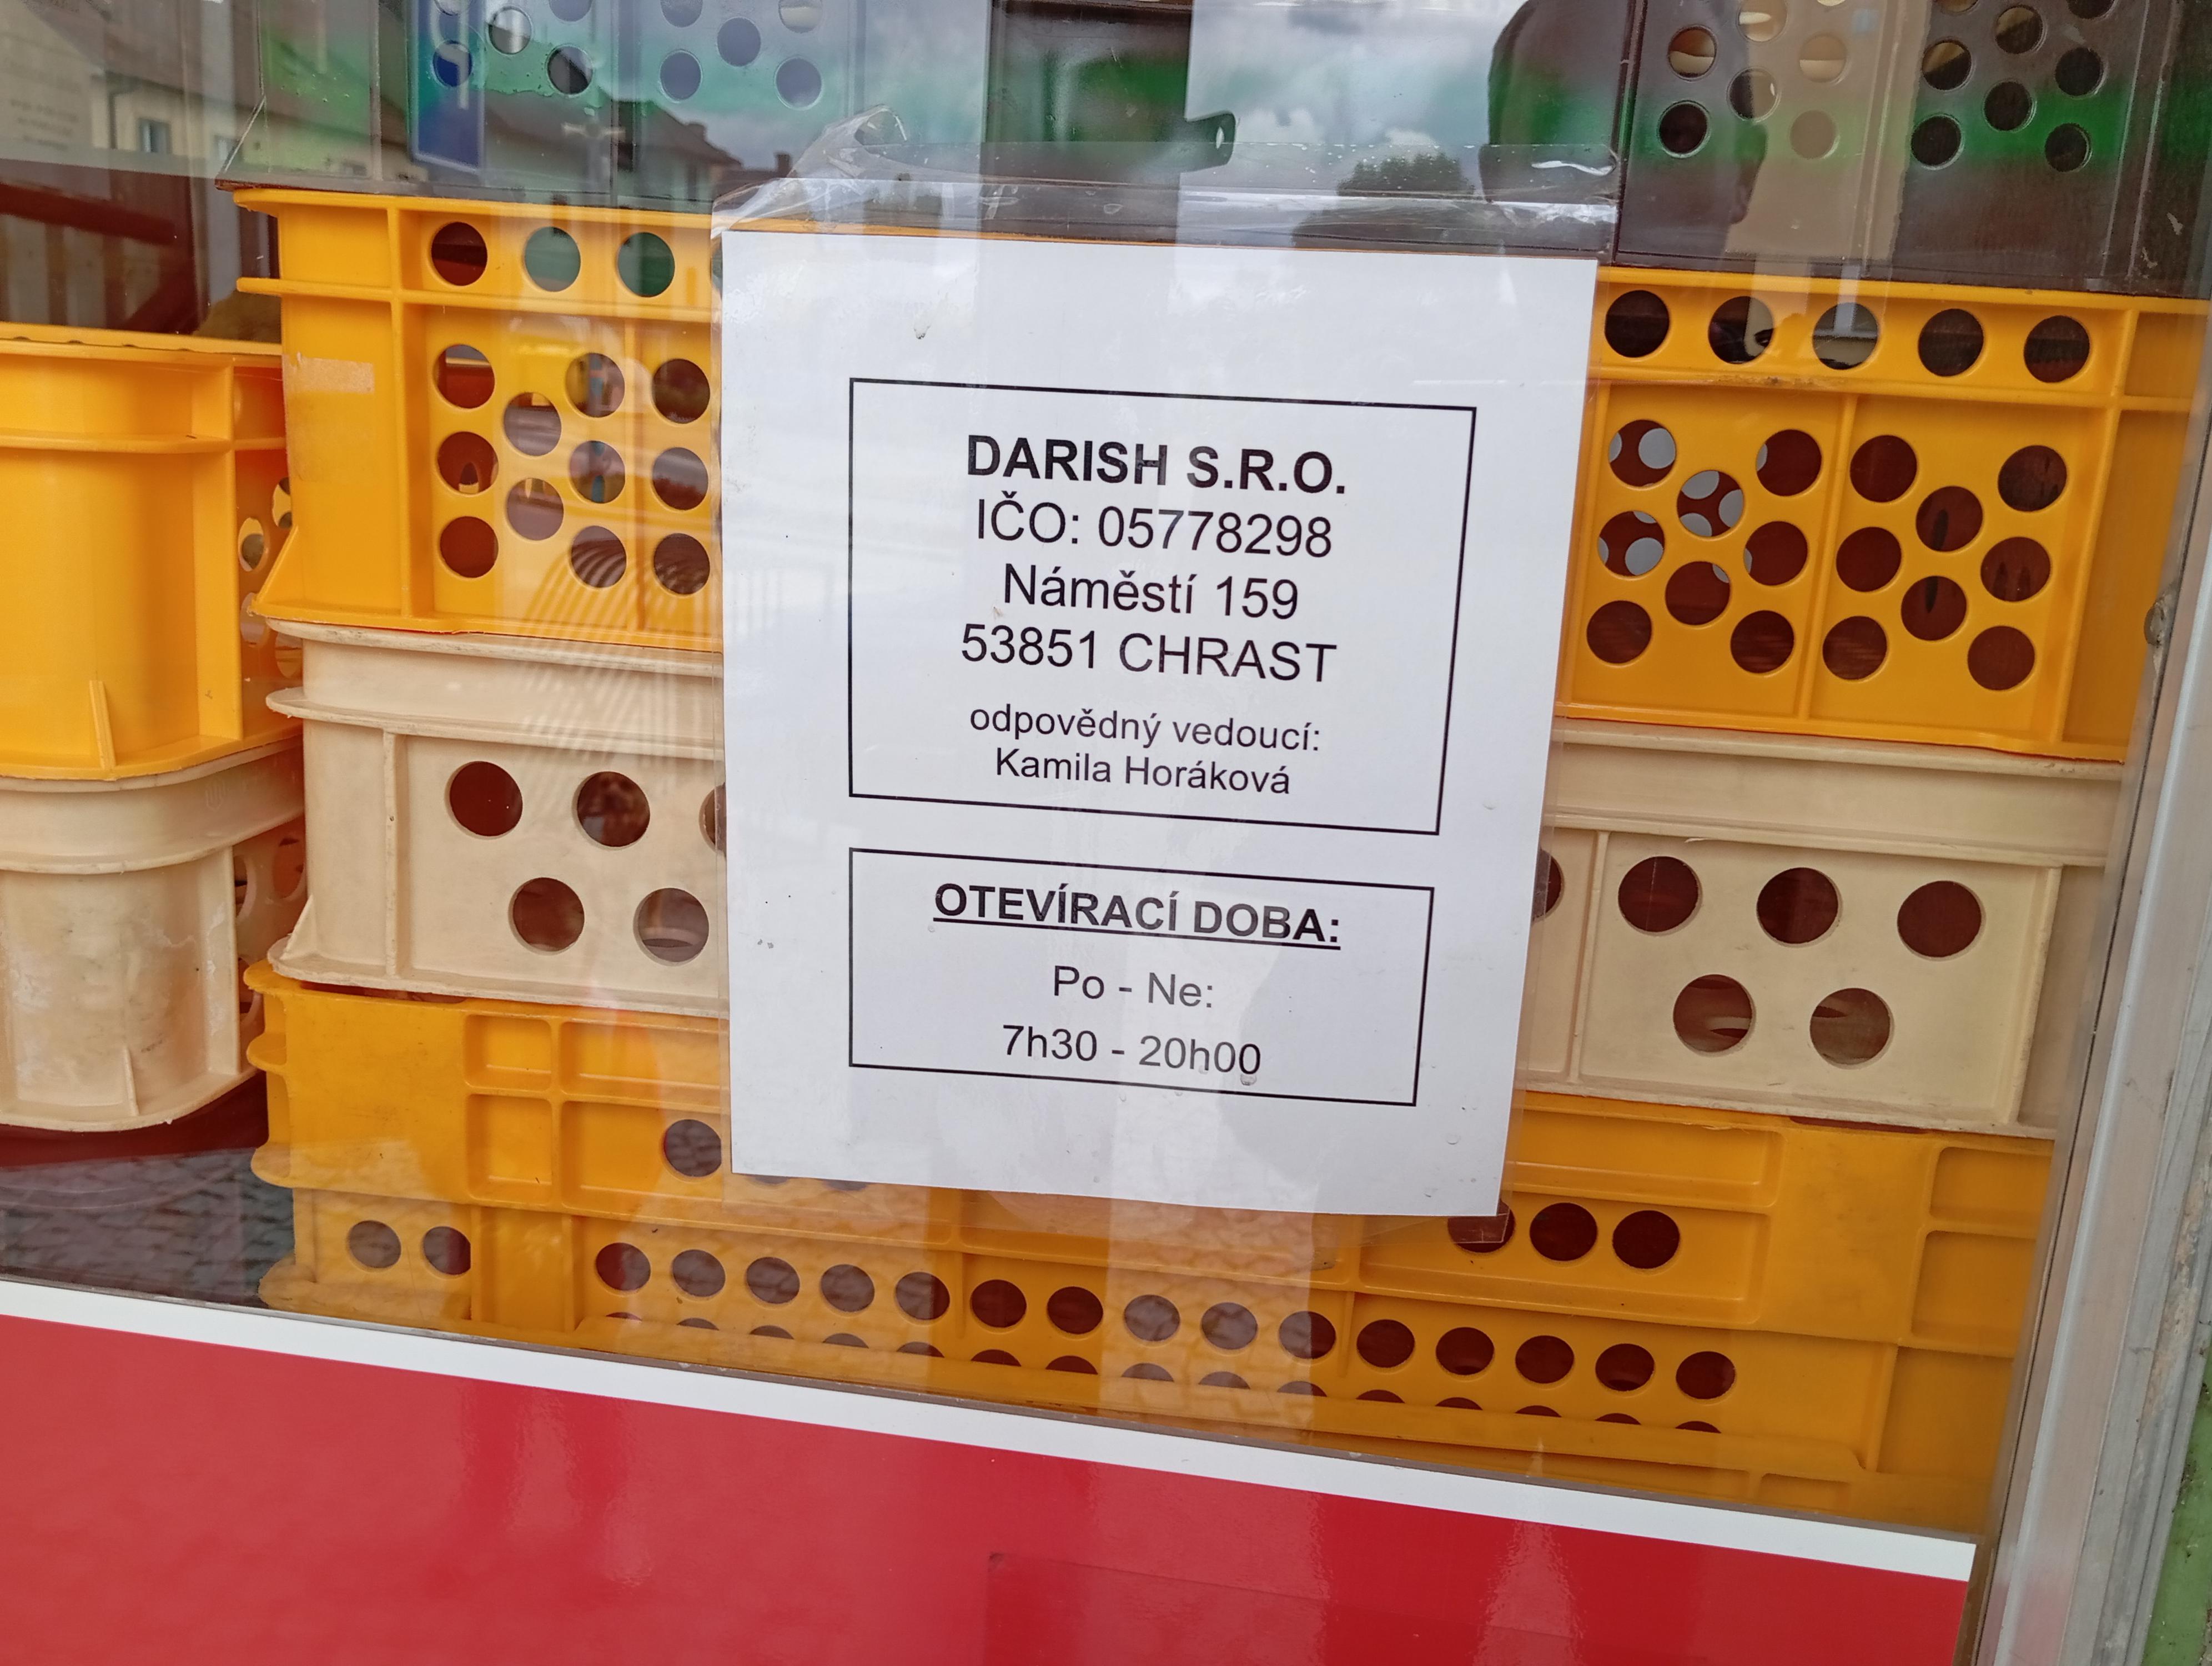 DARISH S.R.O.
IČO: 05778298
Náměstí 159
53851 CHRAST
odpovědný vedoucí:
Kamila Horáková
OTEVÍRACÍ DOBA:
Po - Ne:
7h30 - 20h00